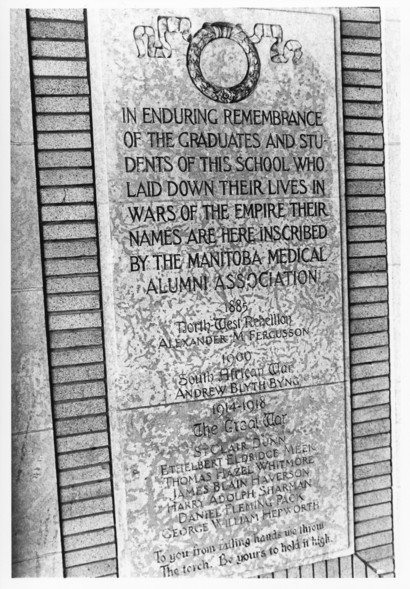 IN ENDURING REMEMBRANCE
OF THE GRADUATES AND STU-
DENTS OF THIS SCHOOL WHO
LAID DOWN THEIR LIVES IN
WARS OF THE EMPIRE THEIR
NAMES ARE HERE INSCRIBED
BY THE MANITOBA MEDICAL
ALUMNI ASSOCIATION
1885
North-West Rebellion
ALEXANDER M. FERGUSSON
1900
South African War
ANDREW BLYTH BYNG
1914-1918
The Great War
ST CLAIR DUNN
ETHELBERT ELDRIDGE MEEK
THOMAS HAZEL WHITMORE
JAMES BLAIN HAVERSON
HARRY ADOLPH SHARMAN
DANIEL FLEMING PACK
GEORGE WILLIAM HEPWORTH
To you from failing hands we throw
The torch. Be yours to hold it high.